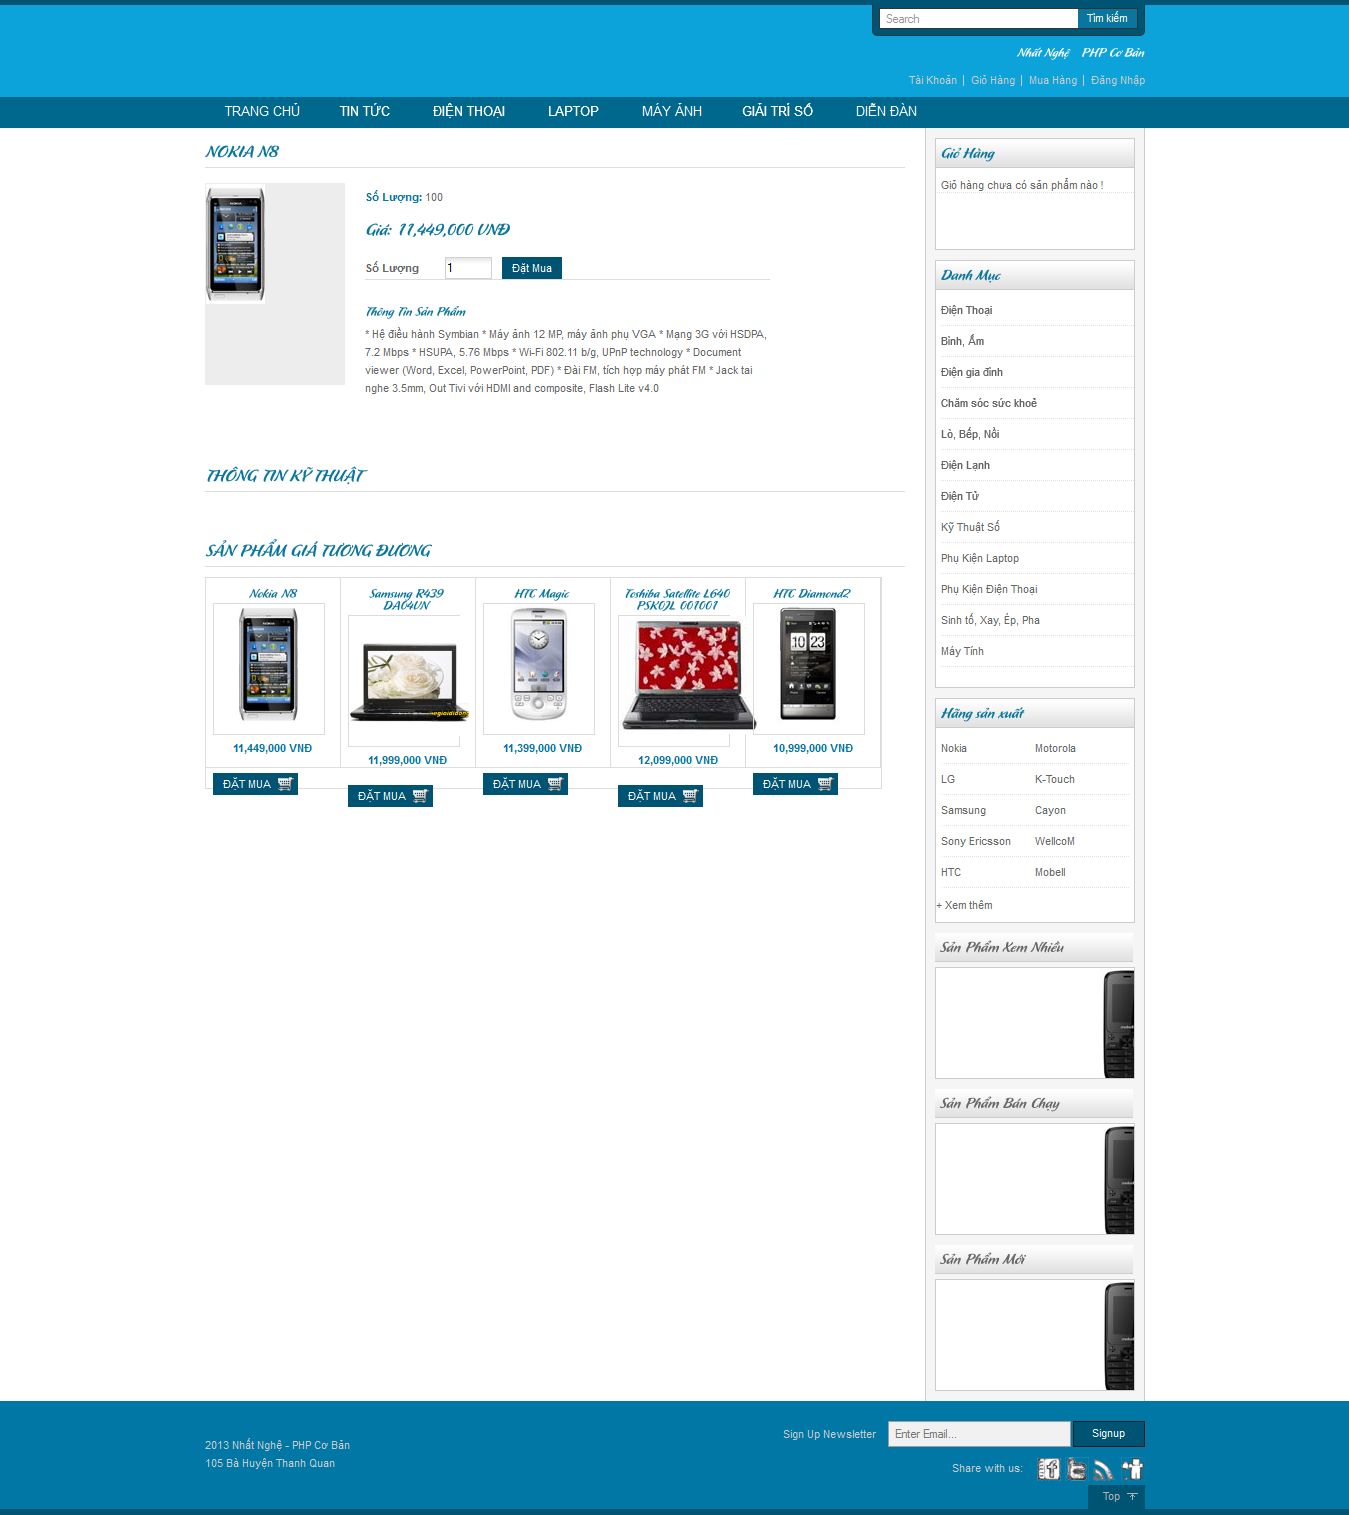 Search
Tìm kiếm
Nhất Nghệ PHP Cơ Bản
Tài Khoản | Giỏ Hàng | Mua Hàng | Đăng Nhập
TRANG CHỦ TIN TỨC ĐIỆN THOẠI LAPTOP MÁY ẢNH GIẢI TRÍ SỐ DIỄN ĐÀN
NOKIA N8
Số Lượng: 100
Giá: 11,449,000 VNĐ
Số Lượng 1 Đặt Mua
Thông Tin Sản Phẩm
* Hệ điều hành Symbian * Máy ảnh 12 MP, máy ảnh phụ VGA * Mạng 3G với HSDPA,
7.2 Mbps * HSUPA, 5.76 Mbps * Wi-Fi 802.11 b/g, UPnP technology * Document
viewer (Word, Excel, PowerPoint, PDF) * Đài FM, tích hợp máy phát FM * Jack tai
nghe 3.5mm, Out Tivi với HDMI and composite, Flash Lite v4.0
THÔNG TIN KỸ THUẬT
SẢN PHẨM GIÁ TƯƠNG ĐƯƠNG
Nokia N8
11,449,000 VNĐ
ĐẶT MUA
Samsung R439
DA04VN
11,999,000 VNĐ
ĐẶT MUA
HTC Magic
11,399,000 VNĐ
ĐẶT MUA
Toshiba Satellite L640
PSK0JL 001001
12,099,000 VNĐ
ĐẶT MUA
HTC Diamond2
10,999,000 VNĐ
ĐẶT MUA
Giỏ Hàng
Giỏ hàng chưa có sản phẩm nào !
Danh Mục
Điện Thoại
Bình, Ấm
Điện gia đình
Chăm sóc sức khoẻ
Lò, Bếp, Nồi
Điện Lạnh
Điện Tử
Kỹ Thuật Số
Phụ Kiện Laptop
Phụ Kiện Điện Thoại
Sinh tố, Xay, Ép, Pha
Máy Tính
Hãng sản xuất
Nokia Motorola
LG K-Touch
Samsung Cayon
Sony Ericsson WellcoM
HTC Mobell
+ Xem thêm
Sản Phẩm Xem Nhiều
Sản Phẩm Bán Chạy
Sản Phẩm Mới
2013 Nhất Nghệ - PHP Cơ Bản
105 Bà Huyện Thanh Quan
Sign Up Newsletter Enter Email... Signup
Share with us:
Top